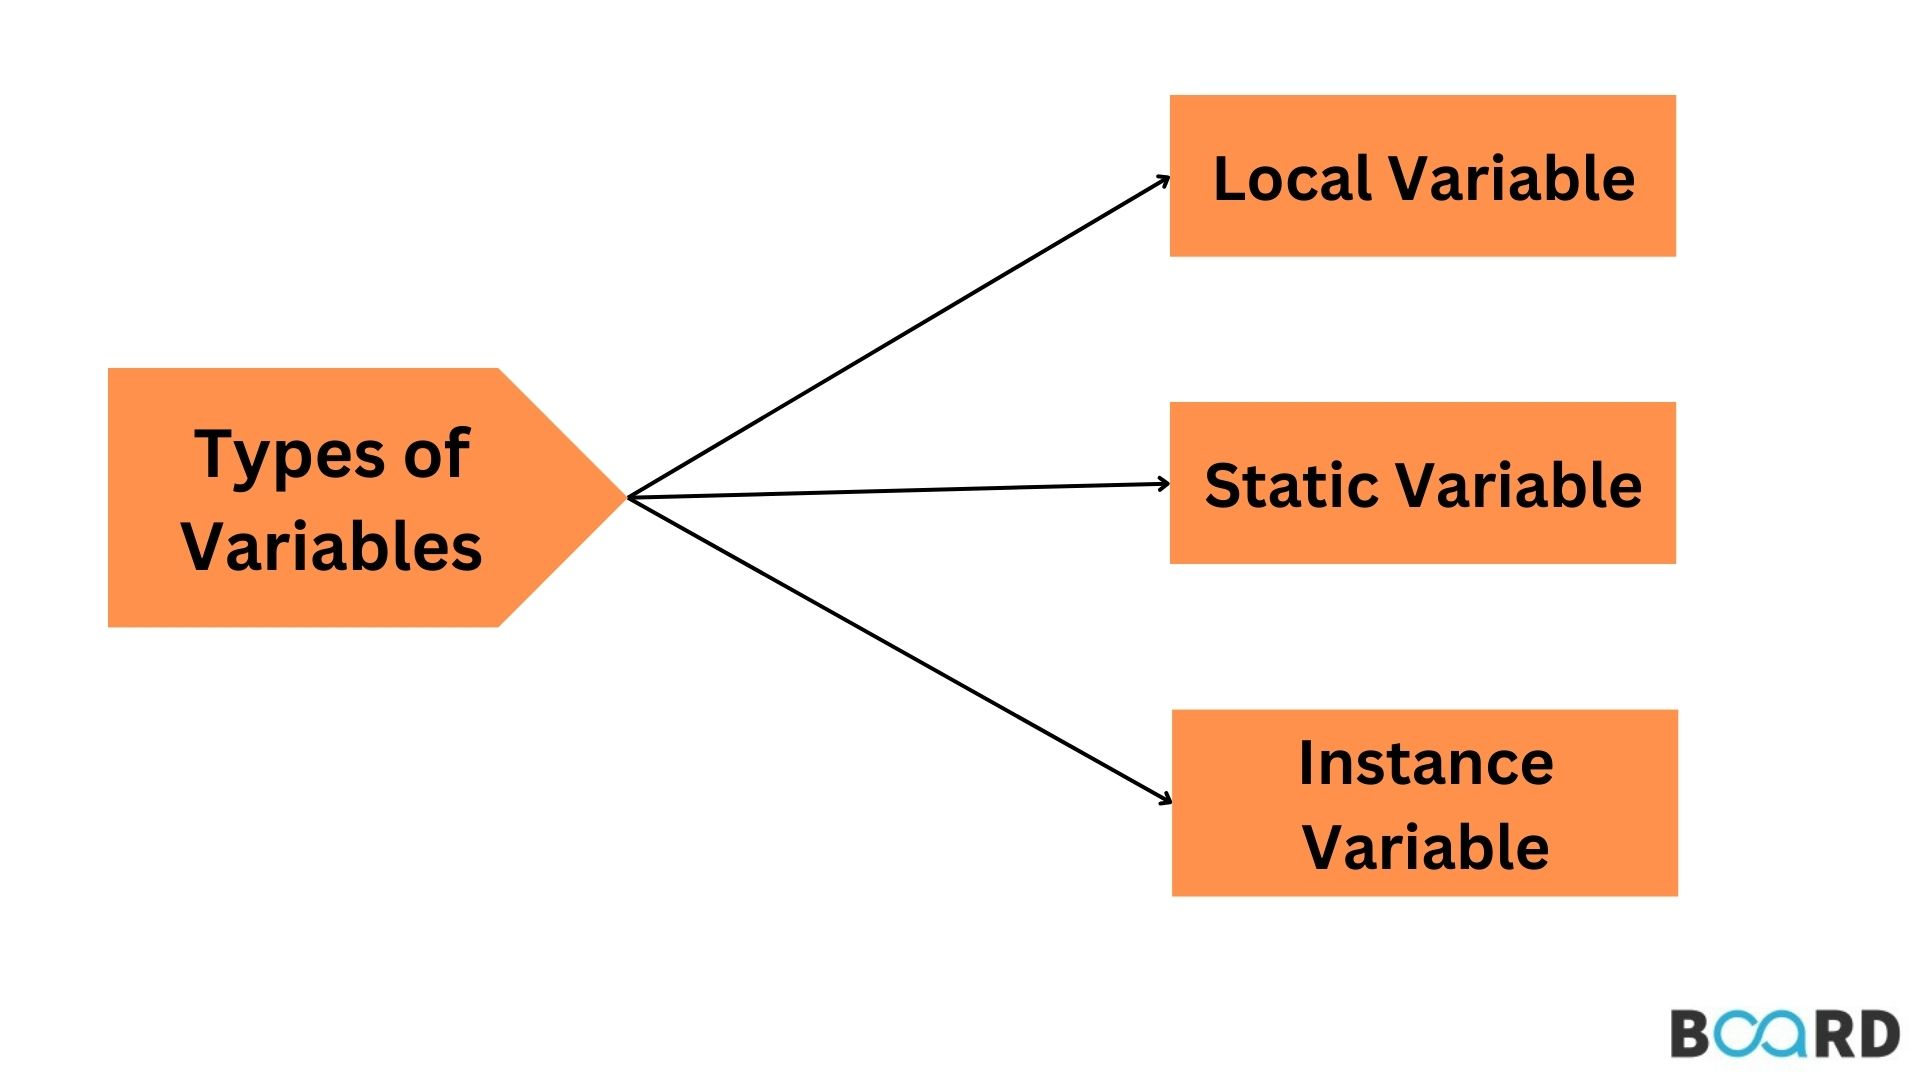 Types of
Variables
Local Variable
Static Variable
Instance
Variable
BOARD